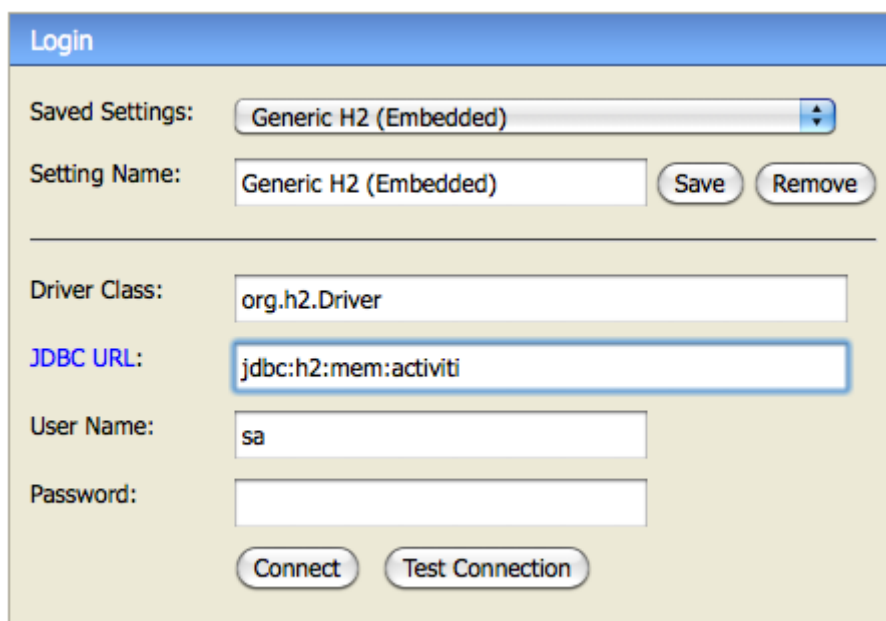 Login
Saved Settings: Generic H2 (Embedded)
Setting Name: Generic H2 (Embedded) Save Remove
Driver Class: org.h2.Driver
JDBC URL: jdbc:h2:mem:activiti
User Name: sa
Password:
Connect Test Connection